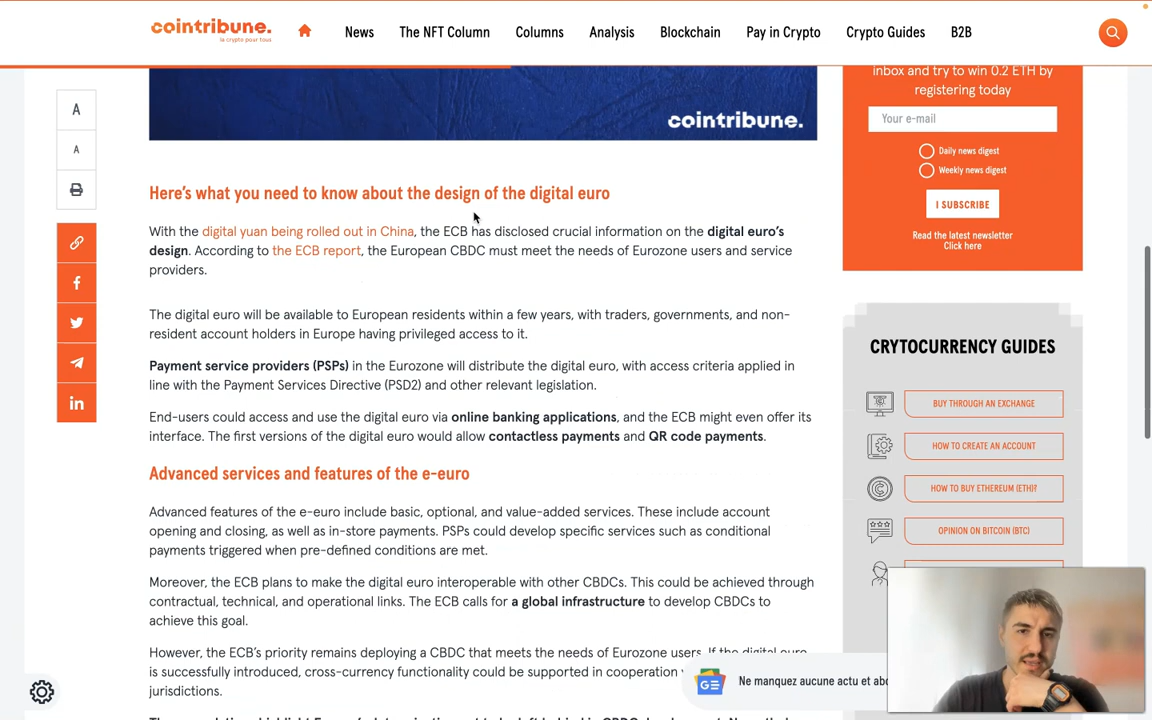 cointribune.
la crypto pour tous
News
The NFT Column
Columns
Analysis
Blockchain
Pay in Crypto
Crypto Guides
B2B
A
A
cointribune.
Here's what you need to know about the design of the digital euro
With the digital yuan being rolled out in China, the ECB has disclosed crucial information on the digital euro's
design. According to the ECB report, the European CBDC must meet the needs of Eurozone users and service
providers.
The digital euro will be available to European residents within a few years, with traders, governments, and non-
resident account holders in Europe having privileged access to it.
Payment service providers (PSPs) in the Eurozone will distribute the digital euro, with access criteria applied in
line with the Payment Services Directive (PSD2) and other relevant legislation.
End-users could access and use the digital euro via online banking applications, and the ECB might even offer its
interface. The first versions of the digital euro would allow contactless payments and QR code payments.
Advanced services and features of the e-euro
Advanced features of the e-euro include basic, optional, and value-added services. These include account
opening and closing, as well as in-store payments. PSPs could develop specific services such as conditional
payments triggered when pre-defined conditions are met.
Moreover, the ECB plans to make the digital euro interoperable with other CBDCs. This could be achieved through
contractual, technical, and operational links. The ECB calls for a global infrastructure to develop CBDCs to
achieve this goal.
However, the ECB's priority remains deploying a CBDC that meets the needs of Eurozone users. If the digital euro
is successfully introduced, cross-currency functionality could be supported in cooperation
jurisdictions.
inbox and try to win 0.2 ETH by
registering today
Your e-mail
Daily news digest
Weekly news digest
I SUBSCRIBE
Read the latest newsletter
Click here
CRYTOCURRENCY GUIDES
BUY THROUGH AN EXCHANGE
HOW TO CREATE AN ACCOUNT
HOW TO BUY ETHEREUM (ETH)?
OPINION ON BITCOIN (BTC)
GE
Ne manquez aucune actu et